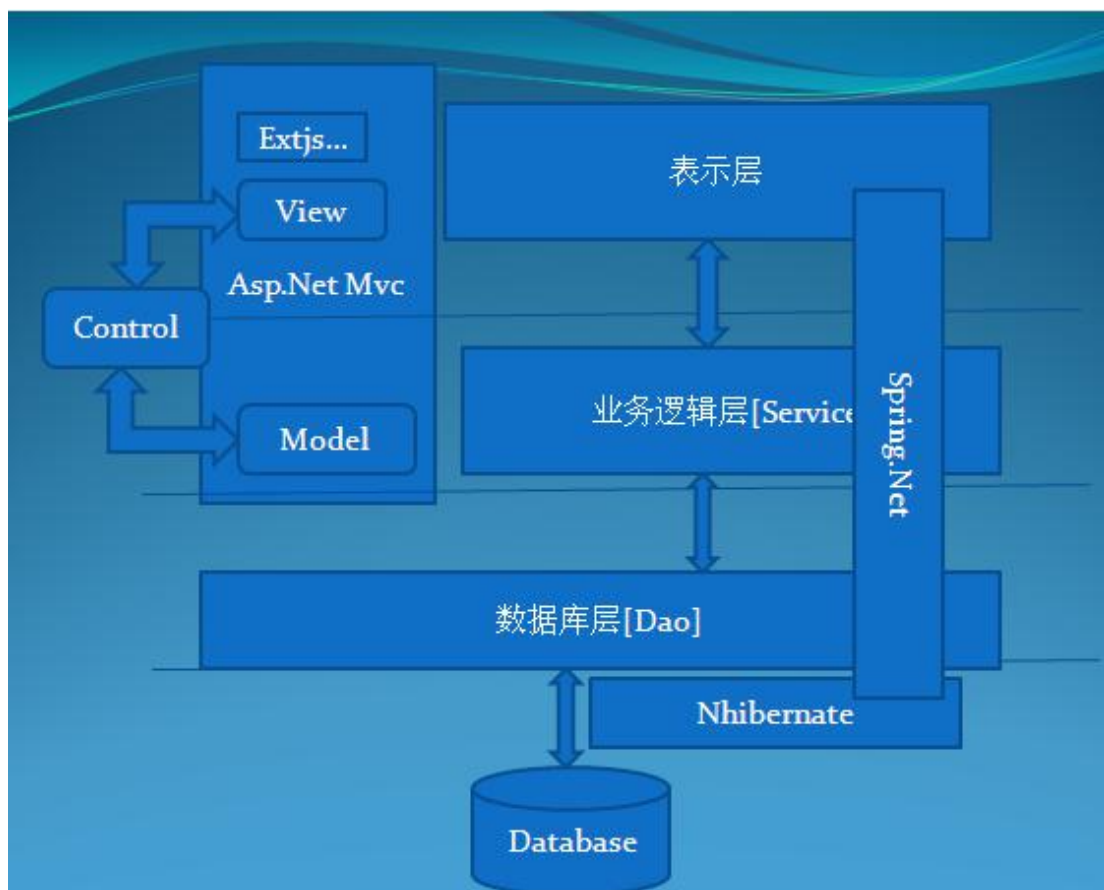 Extjs...
表示层
View
Asp.Net Mvc
Control
业务逻辑层[Service
Model
Spring.Net
数据库层[Dao]
Nhibernate
Database